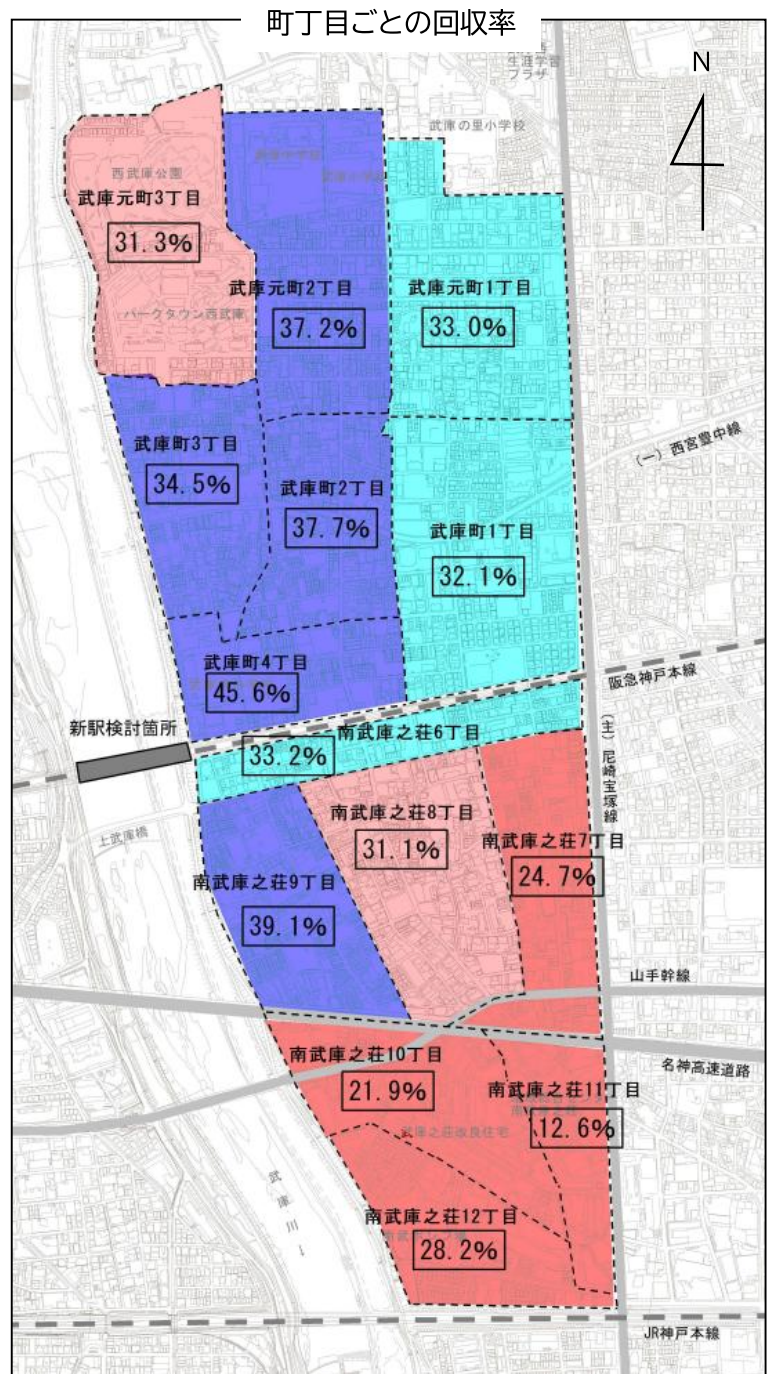 町丁目ごとの回収率
N
生涯学習
プラザ
武庫の里小学校
西武庫公園
武庫元町3丁目
31.3%
武庫元町2丁目
37.2%
武庫元町1丁目
33.0%
パークタウン西武庫
武庫町3丁目
34.5%
武庫町2丁目
37.7%
武庫町1丁目
32.1%
(一)西宮豊中線
武庫町4丁目
45.6%
阪急神戸本線
新駅検討箇所
南武庫之荘6丁目
33.2%
(主)尼崎宝塚線
上武庫橋
南武庫之荘8丁目
31.1%
南武庫之荘7丁目
24.7%
南武庫之荘9丁目
39.1%
山手幹線
名神高速道路
南武庫之荘10丁目
21.9%
南武庫之荘11丁目
12.6%
武庫之荘改良住宅
武庫川
南武庫之荘12丁目
28.2%
JR神戸本線